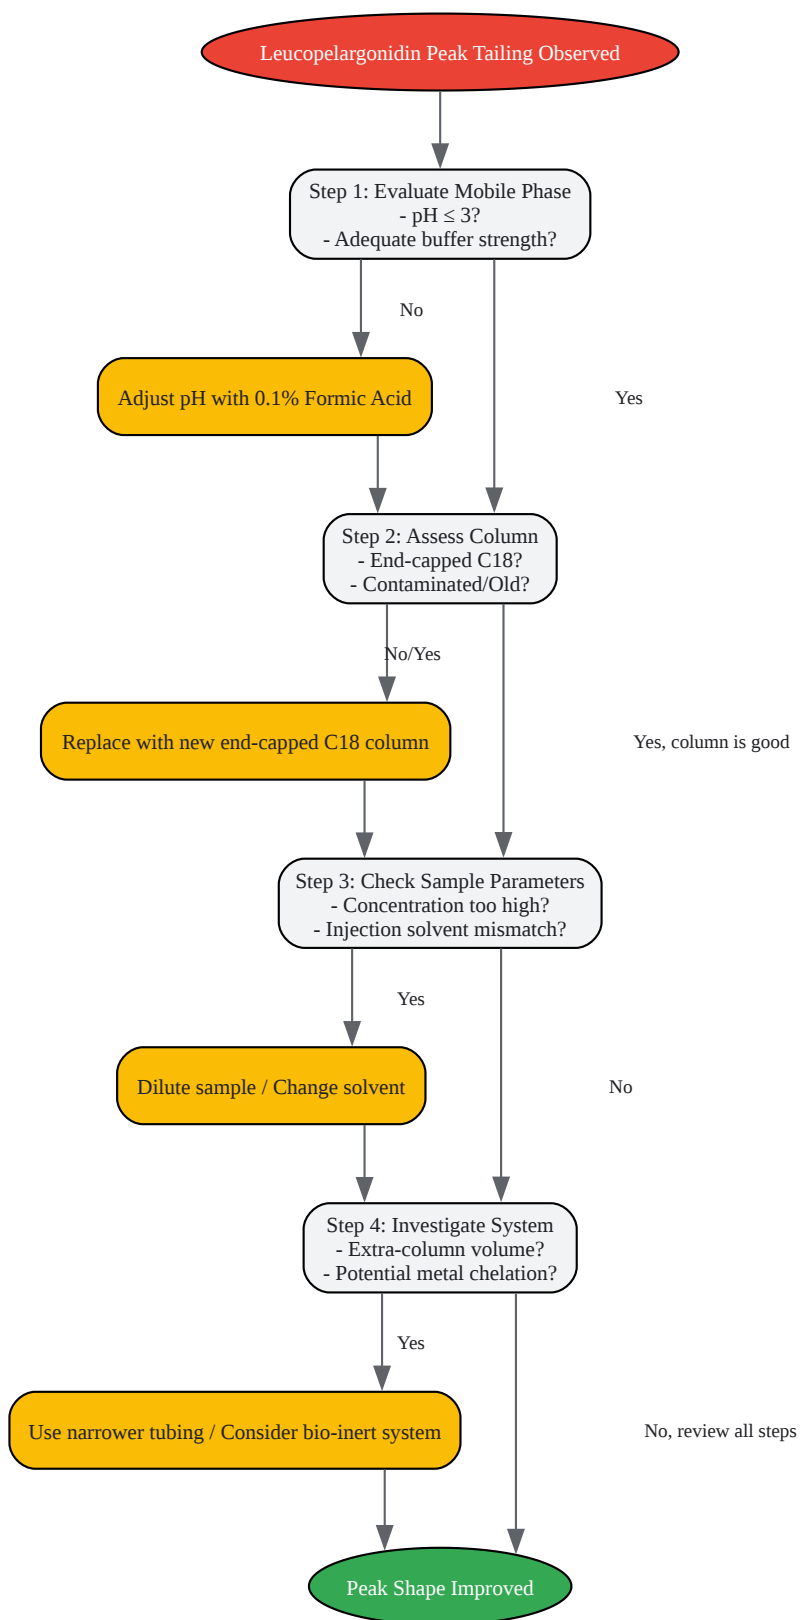 Leucopelargonidin Peak Tailing Observed
Step 1: Evaluate Mobile Phase
- pH ≤ 3?
- Adequate buffer strength?
No
Adjust pH with 0.1% Formic Acid
Yes
Step 2: Assess Column
- End-capped C18?
- Contaminated/Old?
No/Yes
Replace with new end-capped C18 column
Yes, column is good
Step 3: Check Sample Parameters
- Concentration too high?
- Injection solvent mismatch?
Yes
Dilute sample / Change solvent
No
Step 4: Investigate System
- Extra-column volume?
- Potential metal chelation?
Yes
Use narrower tubing / Consider bio-inert system
No, review all steps
Peak Shape Improved